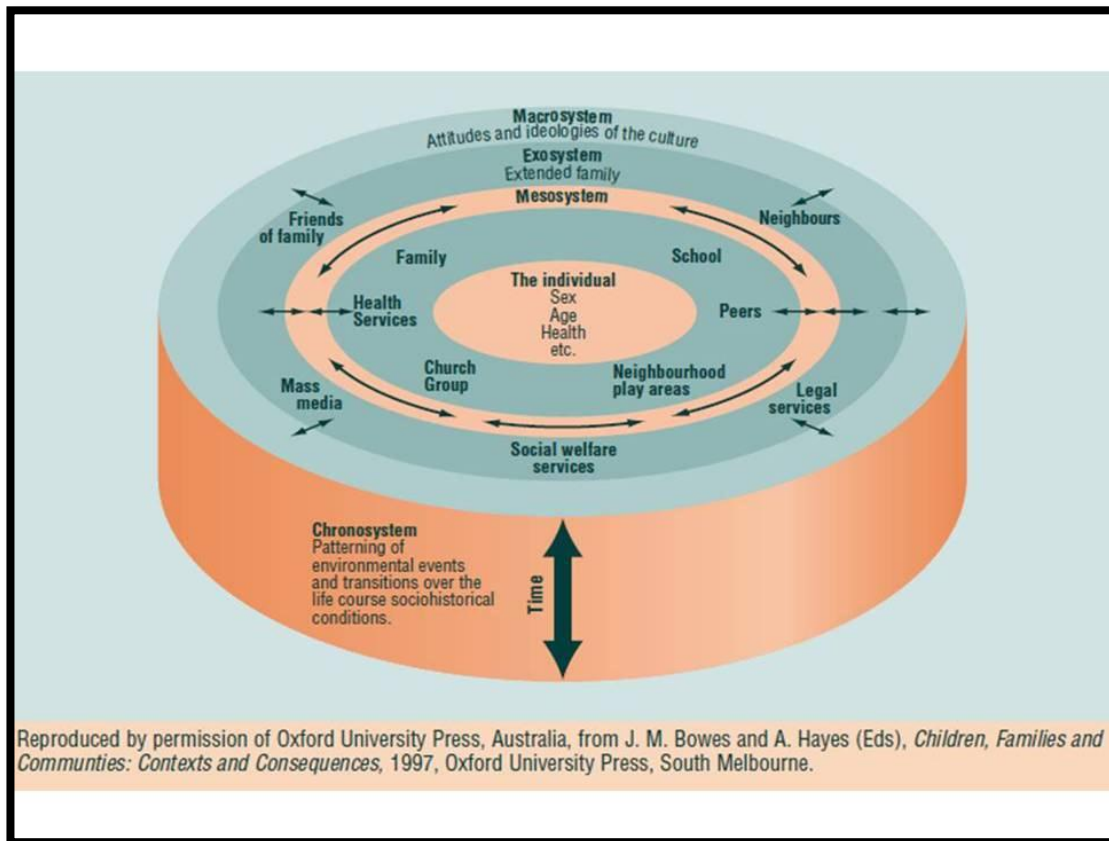 Macrosystem
Attitudes and ideologies of the culture
Exosystem
Extended family
Mesosystem
Friends
of family
Neighbours
Family
School
The individual
Sex
Age
Health
etc.
Health
Services
Peers
Church
Group
Neighbourhood
play areas
Mass
media
Legal
services
Social welfare
services
Chronosystem
Patterning of
environmental events
and transitions over the
life course sociohistorical
conditions.
Time
Reproduced by permission of Oxford University Press, Australia, from J. M. Bowes and A. Hayes (Eds), Children, Families and
Communties: Contexts and Consequences, 1997, Oxford University Press, South Melbourne.